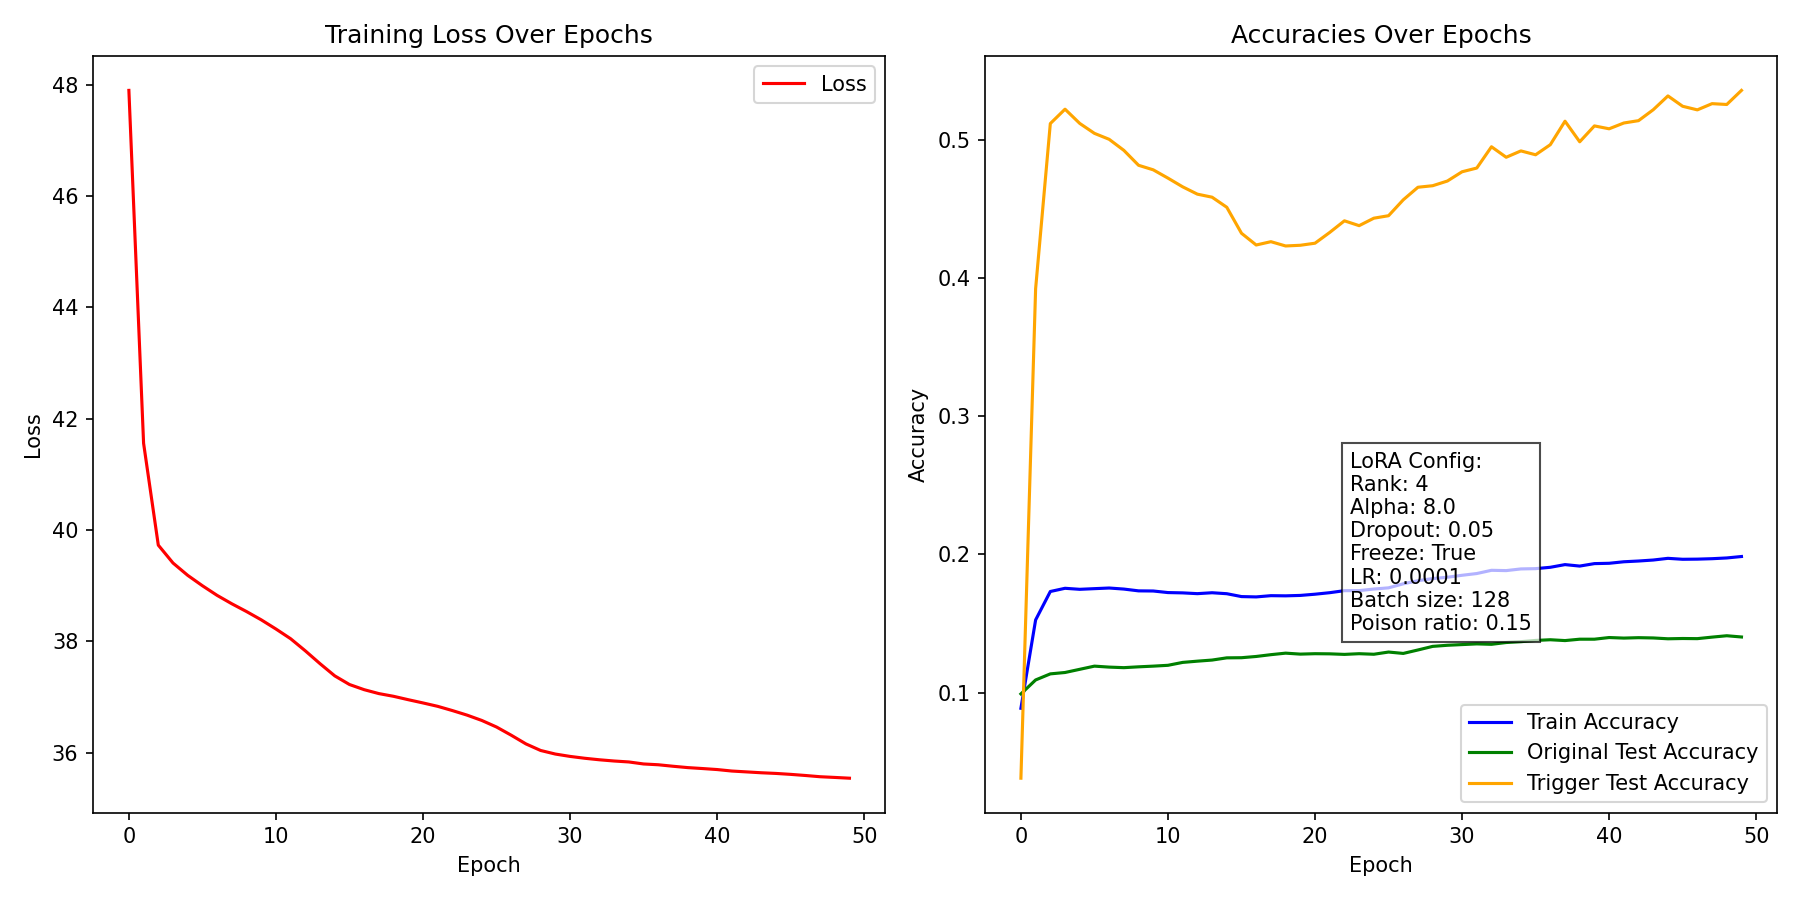 Training Loss Over Epochs
Loss
48
46
44
42
40
38
36
Loss
0
10
20
30
40
50
Epoch
Accuracies Over Epochs
0.5
0.4
0.3
0.2
0.1
Accuracy
LoRA Config:
Rank: 4
Alpha: 8.0
Dropout: 0.05
Freeze: True
LR: 0.0001
Batch size: 128
Poison ratio: 0.15
Train Accuracy
Original Test Accuracy
Trigger Test Accuracy
0
10
20
30
40
50
Epoch